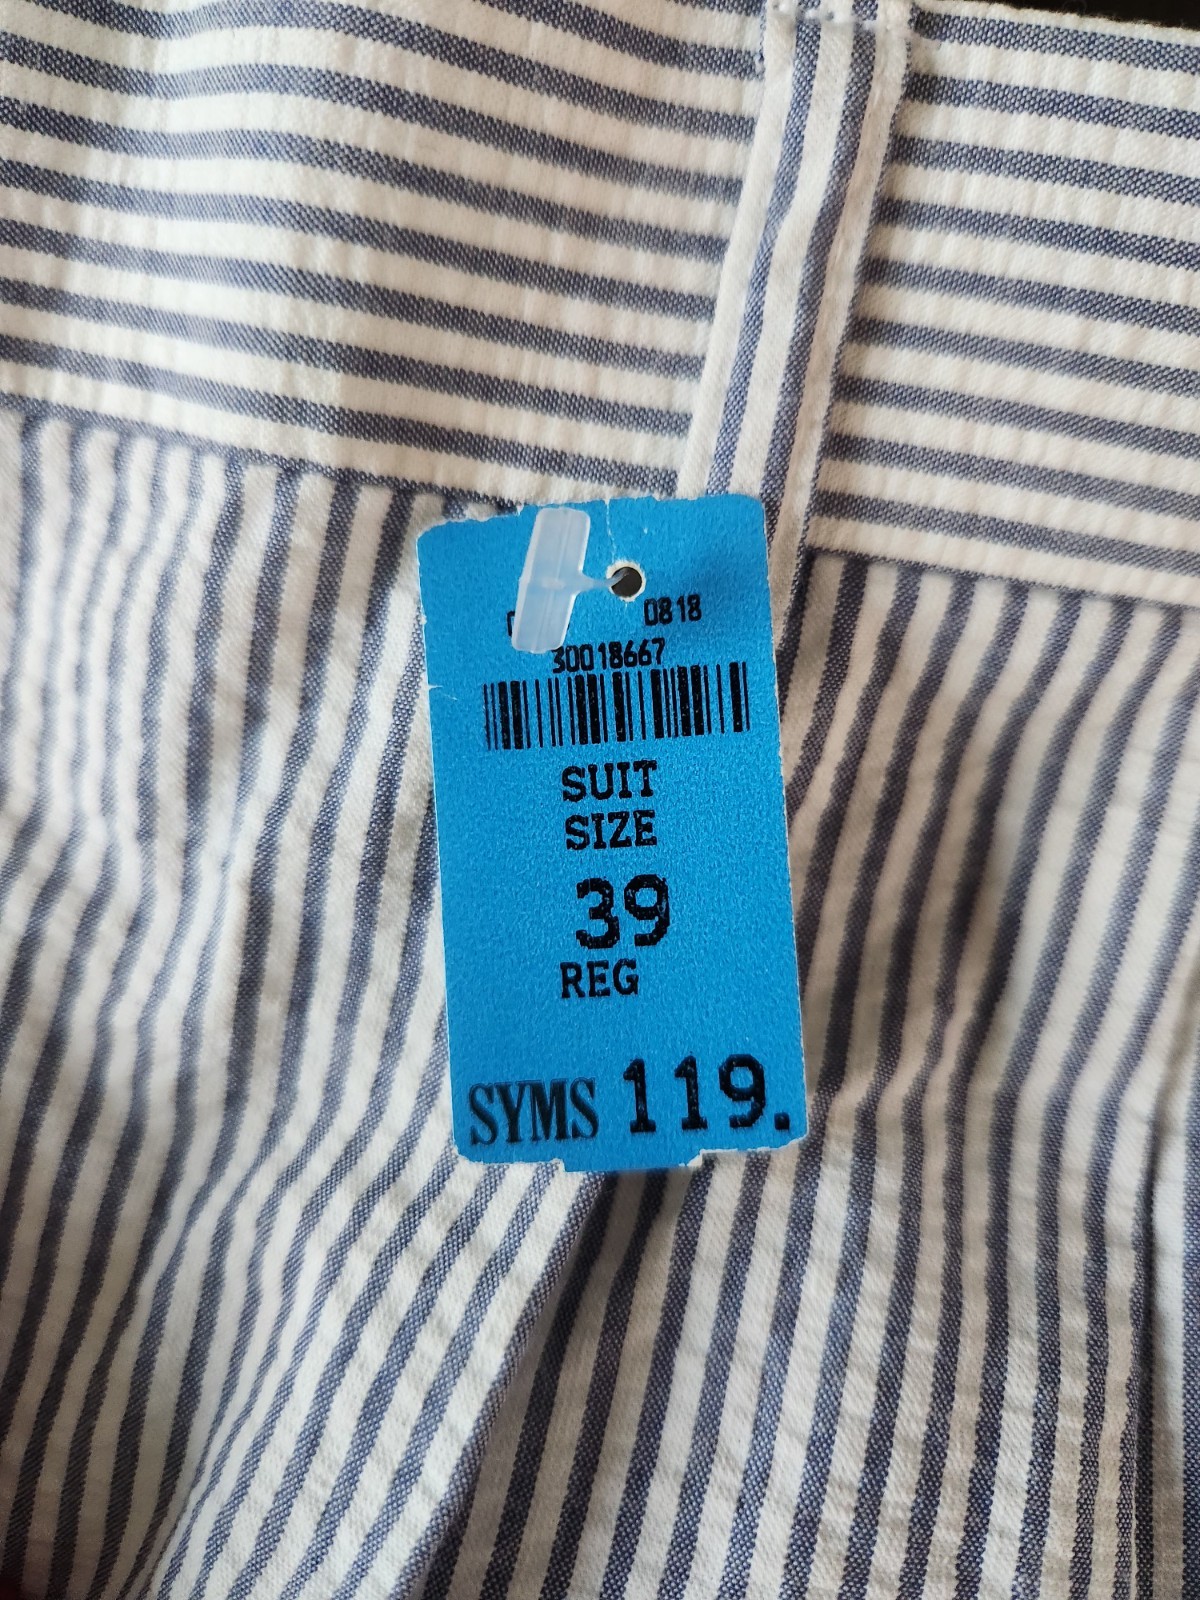 0818
30018667
SUIT
SIZE
39
REG
SYMS 119.